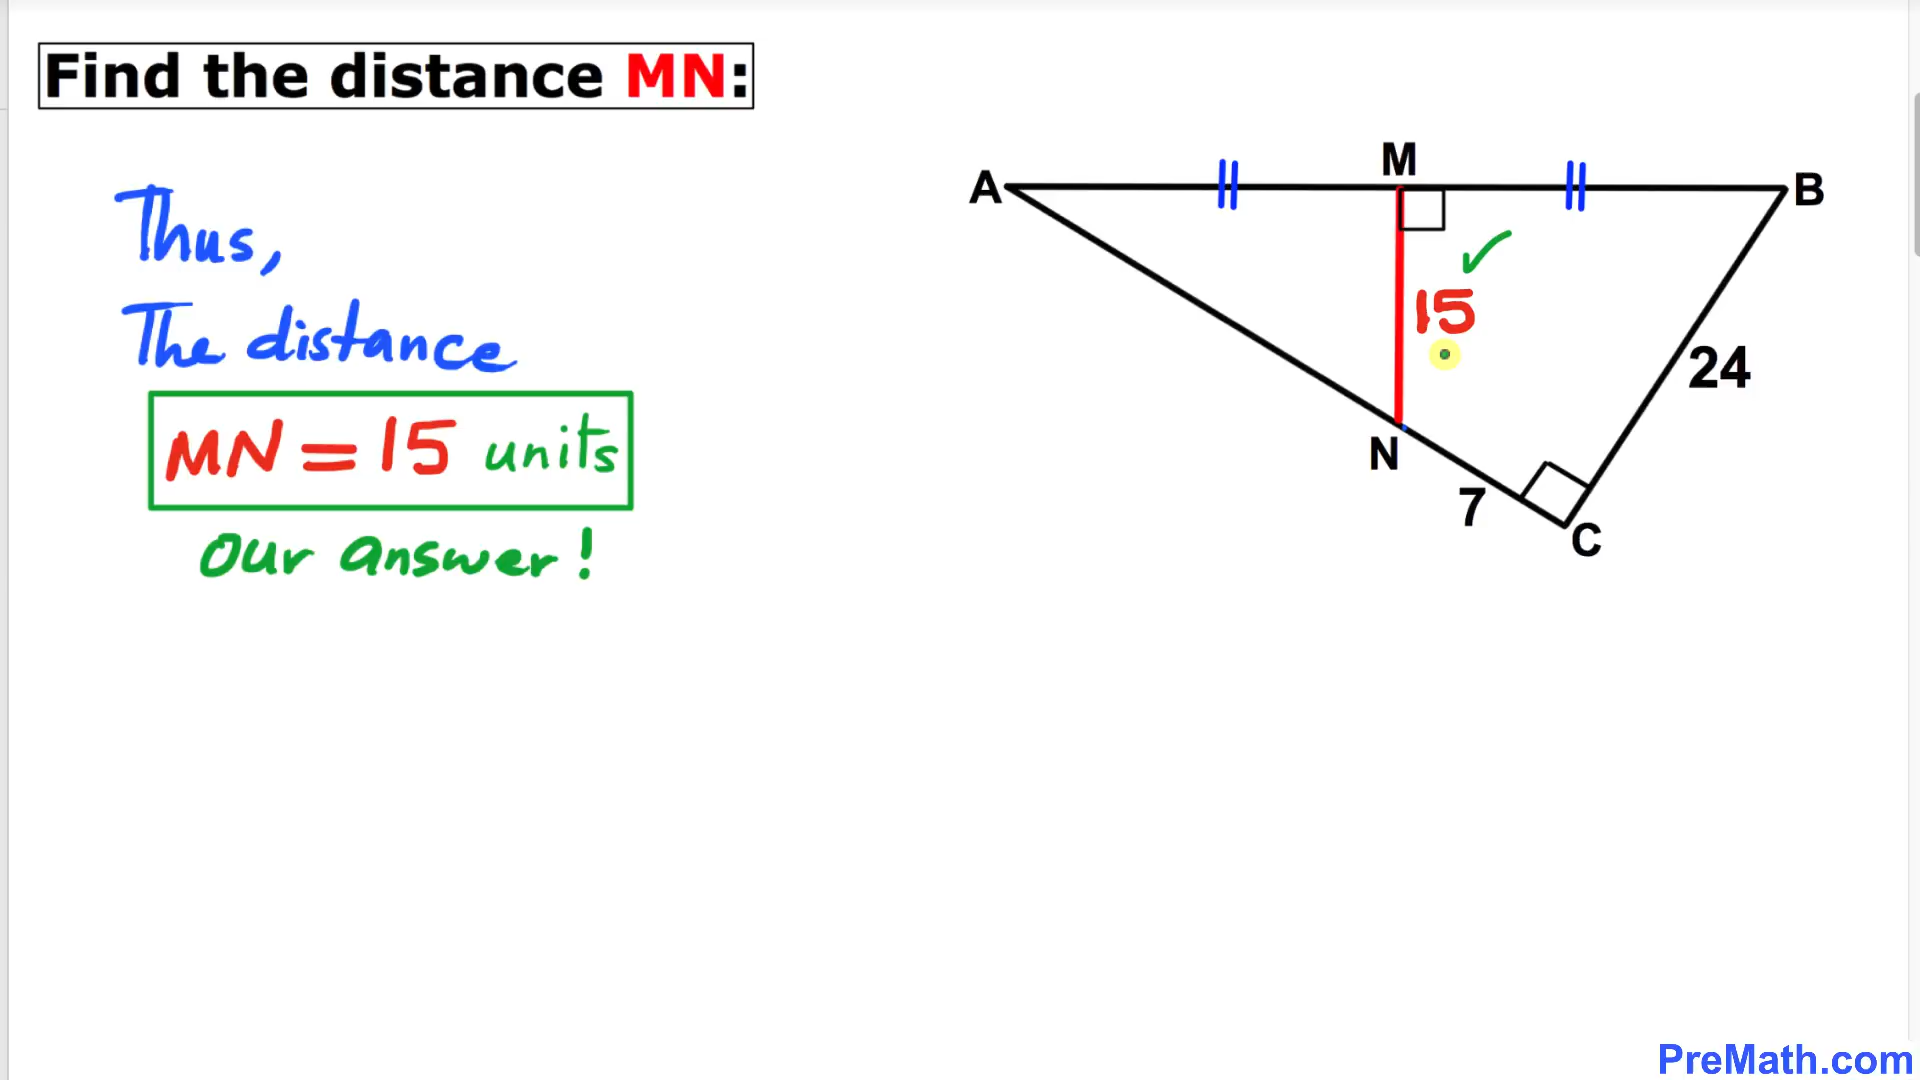 Find the distance MN:
Thus,
The distance
MN = 15 units
our answer!
A
M
B
15
24
N
7
C
PreMath.com